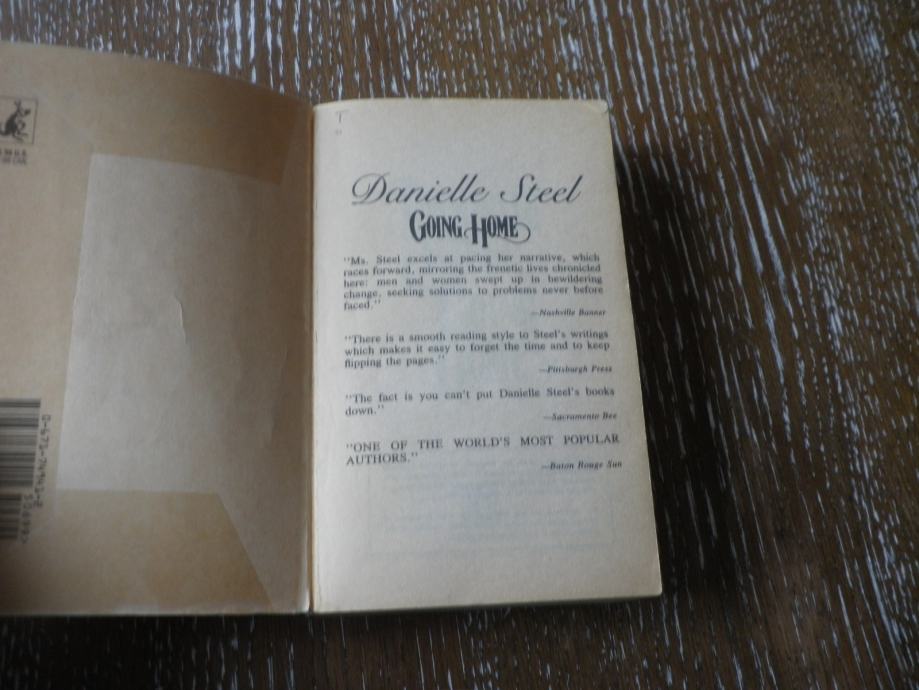 Danielle Steel
GOING HOME
"Ms. Steel excels at pacing her narrative, which
races forward, mirroring the frenetic lives chronicled
here: men and women swept up in bewildering
change, seeking solutions to problems never before
faced."
—Nashville Banner
"There is a smooth reading style to Steel's writings
which makes it easy to forget the time and to keep
flipping the pages."
—Pittsburgh Press
"The fact is you can't put Danielle Steel's books
down."
—Sacramento Bee
"ONE OF THE WORLD'S MOST POPULAR
AUTHORS."
—Baton Rouge Sun